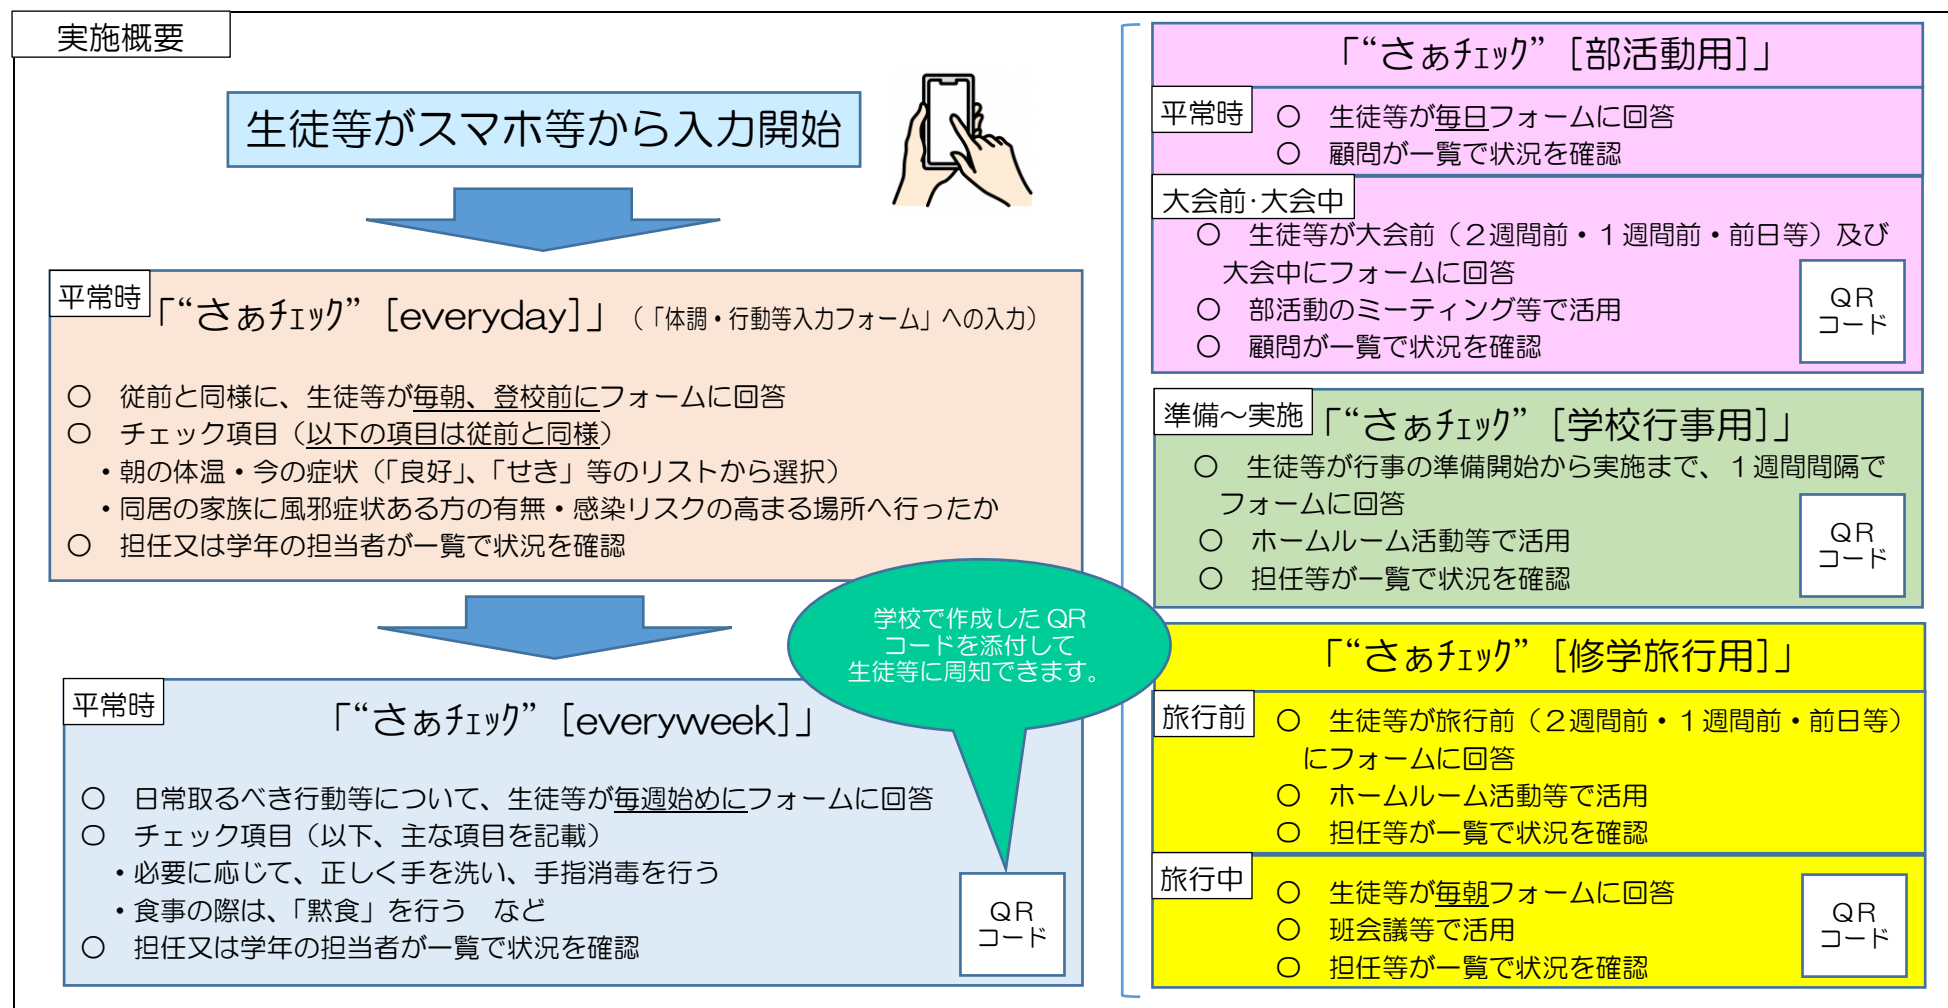 実施概要
生徒等がスマホ等から入力開始
平常時
「“さぁチェック”［everyday］」（「体調・行動等入力フォーム」への入力）
〇　従前と同様に、生徒等が毎朝、登校前にフォームに回答
〇　チェック項目（以下の項目は従前と同様）
・朝の体温・今の症状（「良好」、「せき」等のリストから選択）
・同居の家族に風邪症状ある方の有無・感染リスクの高まる場所へ行ったか
〇　担任又は学年の担当者が一覧で状況を確認
学校で作成したQR
コードを添付して
生徒等に周知できます。
平常時
「“さぁチェック”［everyweek］」
〇　日常取るべき行動等について、生徒等が毎週始めにフォームに回答
〇　チェック項目（以下、主な項目を記載）
・必要に応じて、正しく手を洗い、手指消毒を行う
・食事の際は、「黙食」を行う　など
〇　担任又は学年の担当者が一覧で状況を確認
QR
コード
「“さぁチェック”［部活動用］」
平常時
〇　生徒等が毎日フォームに回答
〇　顧問が一覧で状況を確認
大会前・大会中
〇　生徒等が大会前（２週間前・１週間前・前日等）及び
大会中にフォームに回答
〇　部活動のミーティング等で活用
〇　顧問が一覧で状況を確認
QR
コード
準備～実施
「“さぁチェック”［学校行事用］」
〇　生徒等が行事の準備開始から実施まで、１週間間隔で
フォームに回答
〇　ホームルーム活動等で活用
〇　担任等が一覧で状況を確認
QR
コード
「“さぁチェック”［修学旅行用］」
旅行前
〇　生徒等が旅行前（２週間前・１週間前・前日等）
にフォームに回答
〇　ホームルーム活動等で活用
〇　担任等が一覧で状況を確認
旅行中
〇　生徒等が毎朝フォームに回答
〇　班会議等で活用
〇　担任等が一覧で状況を確認
QR
コード